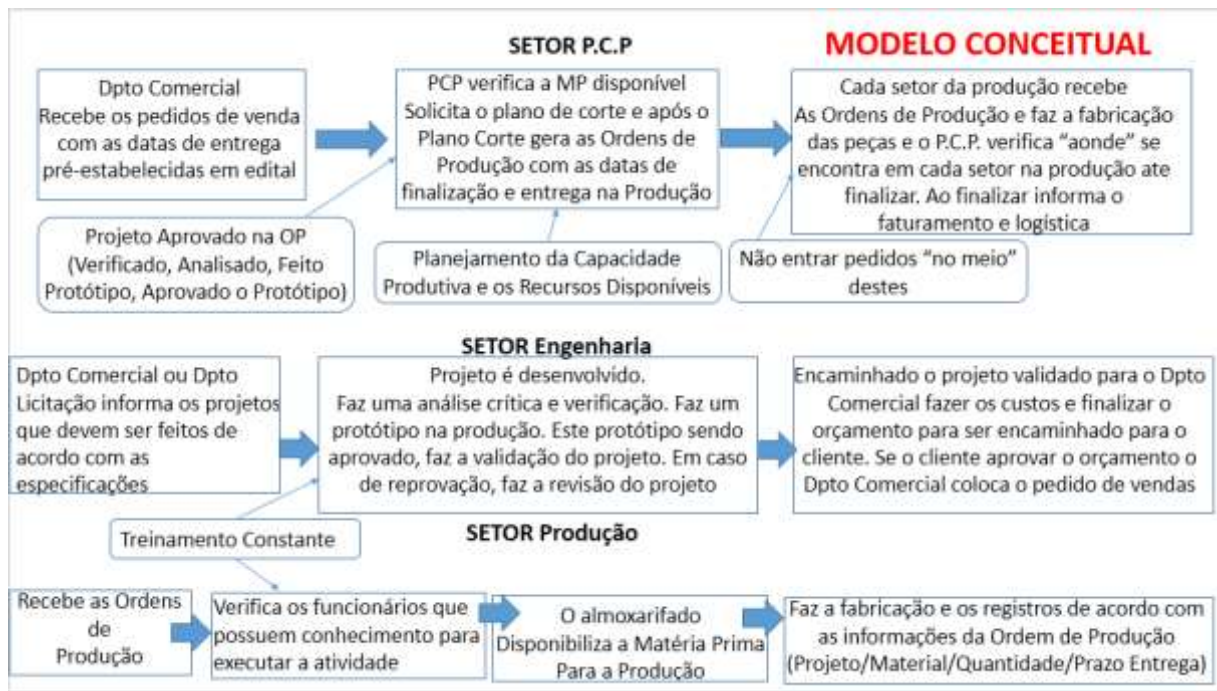 SETOR P.C.P
MODELO CONCEITUAL
Dpto Comercial
Recebe os pedidos de venda
com as datas de entrega
pré-estabelecidas em edital
PCP verifica a MP disponível
Solicita o plano de corte e após o
Plano Corte gera as Ordens de
Produção com as datas de
finalização e entrega na Produção
Cada setor da produção recebe
As Ordens de Produção e faz a fabricação
das peças e o P.C.P. verifica “aonde” se
encontra em cada setor na produção ate
finalizar. Ao finalizar informa o
faturamento e logística
Projeto Aprovado na OP
(Verificado, Analisado, Feito
Protótipo, Aprovado o Protótipo)
Planejamento da Capacidade
Produtiva e os Recursos Disponíveis
Não entrar pedidos “no meio”
destes
SETOR Engenharia
Dpto Comercial ou Dpto
Licitação informa os projetos
que devem ser feitos de
acordo com as
especificações
Projeto é desenvolvido.
Faz uma análise crítica e verificação. Faz um
protótipo na produção. Este protótipo sendo
aprovado, faz a validação do projeto. Em caso
de reprovação, faz a revisão do projeto
Encaminhado o projeto validado para o Dpto
Comercial fazer os custos e finalizar o
orçamento para ser encaminhado para o
cliente. Se o cliente aprovar o orçamento o
Dpto Comercial coloca o pedido de vendas
Treinamento Constante
SETOR Produção
Recebe as Ordens
de
Produção
Verifica os funcionários que
possuem conhecimento para
executar a atividade
O almoxarifado
Disponibiliza a Matéria Prima
Para a Produção
Faz a fabricação e os registros de acordo com
as informações da Ordem de Produção
(Projeto/Material/Quantidade/Prazo Entrega)